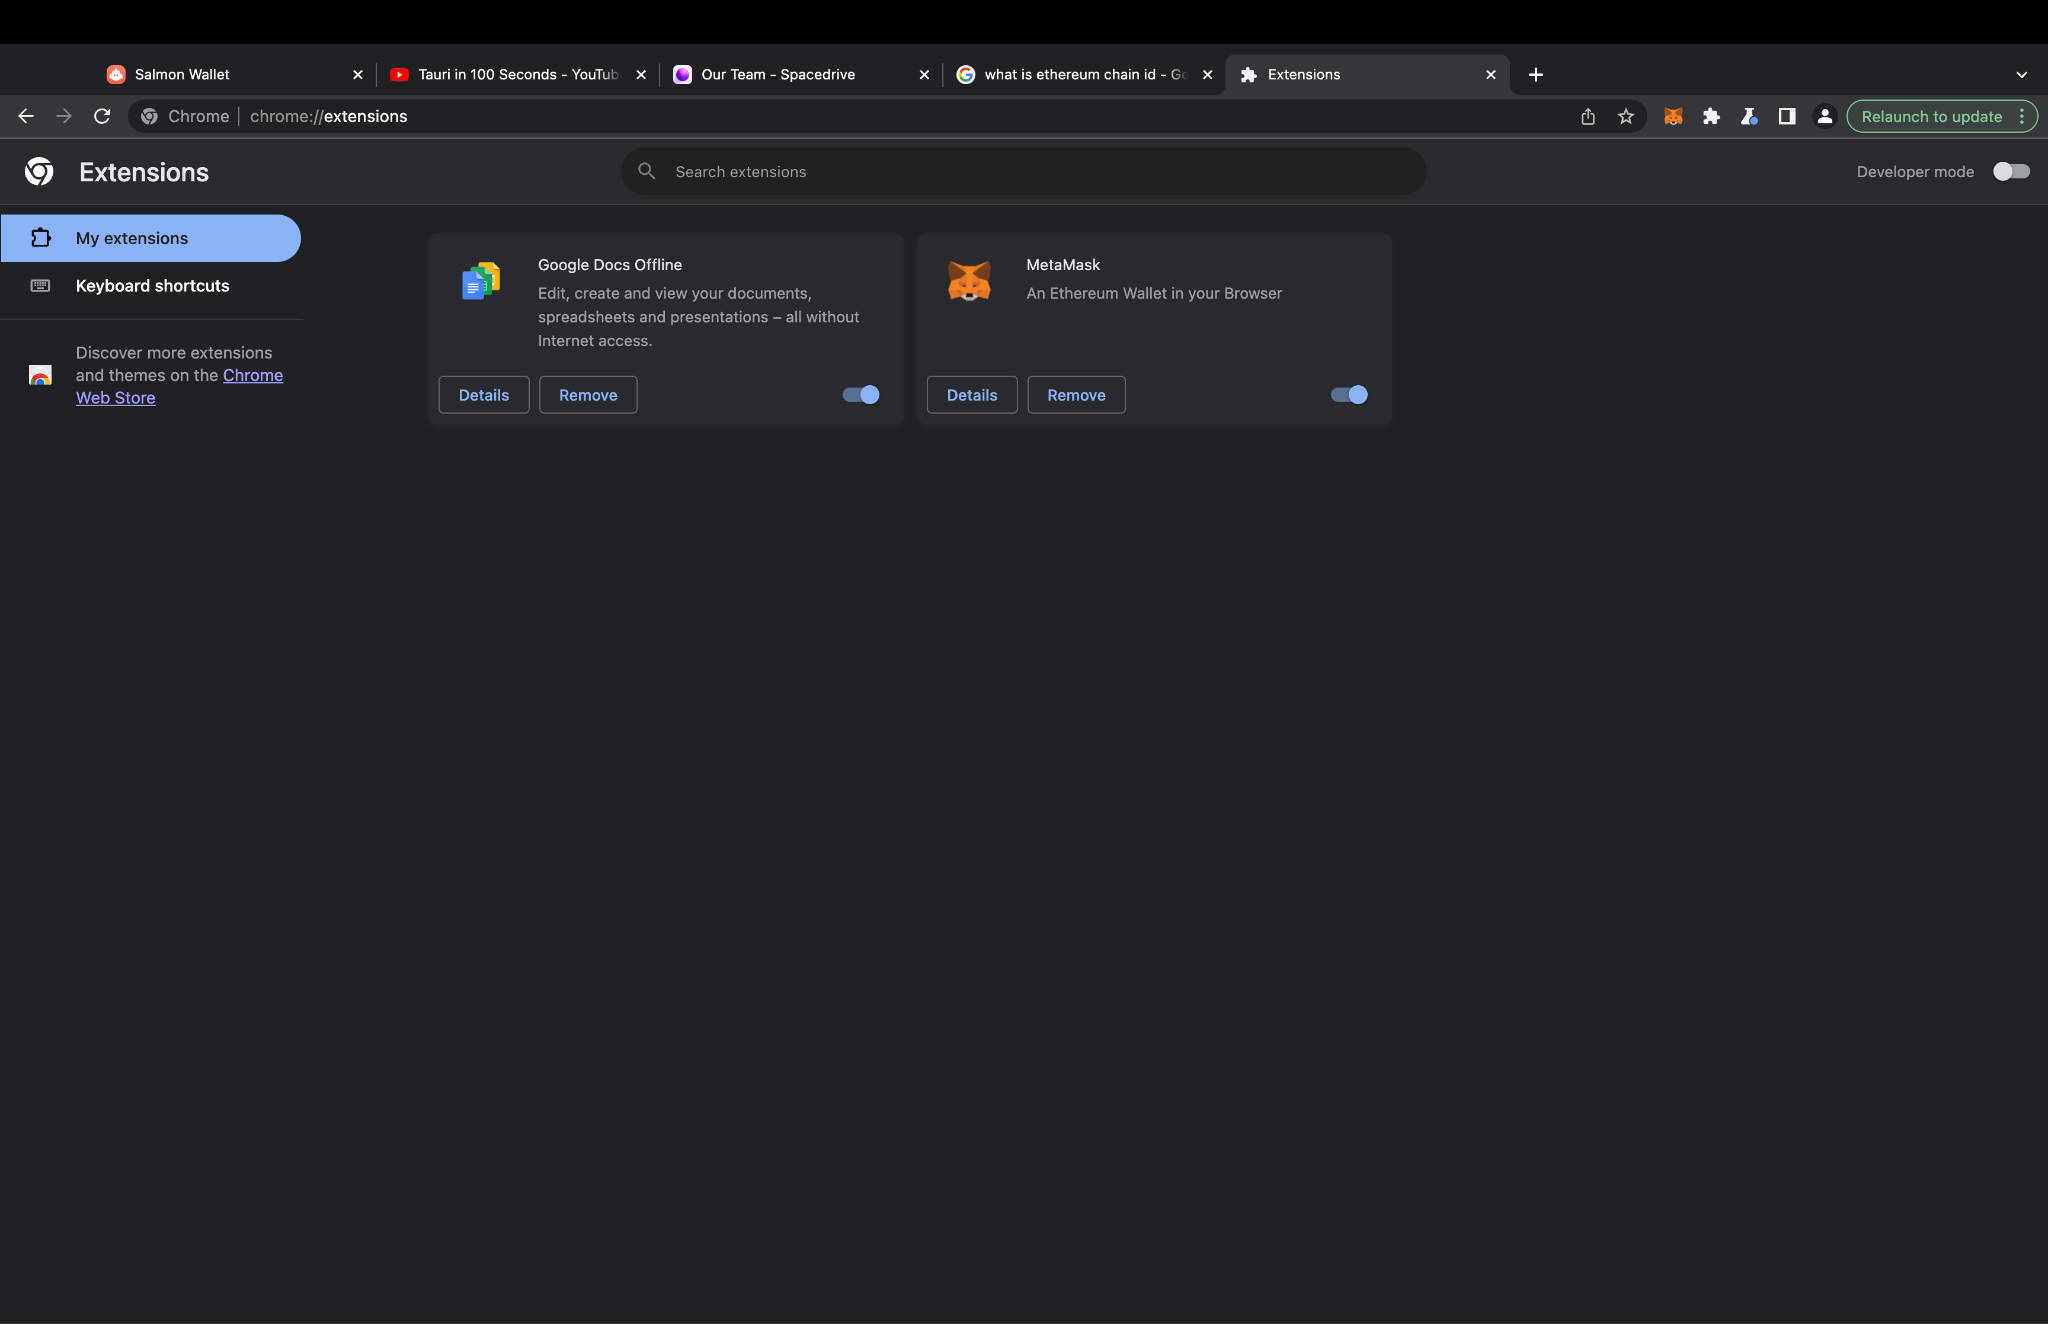 Salmon Wallet
Tauri in 100 Seconds - YouTub
Our Team - Spacedrive
what is ethereum chain id - Go
Extensions
Chrome
chrome://extensions
Relaunch to update
Extensions
Search extensions
Developer mode
My extensions
Keyboard shortcuts
Discover more extensions
and themes on the Chrome
Web Store
Google Docs Offline
Edit, create and view your documents,
spreadsheets and presentations – all without
Internet access.
Details
Remove
MetaMask
An Ethereum Wallet in your Browser
Details
Remove